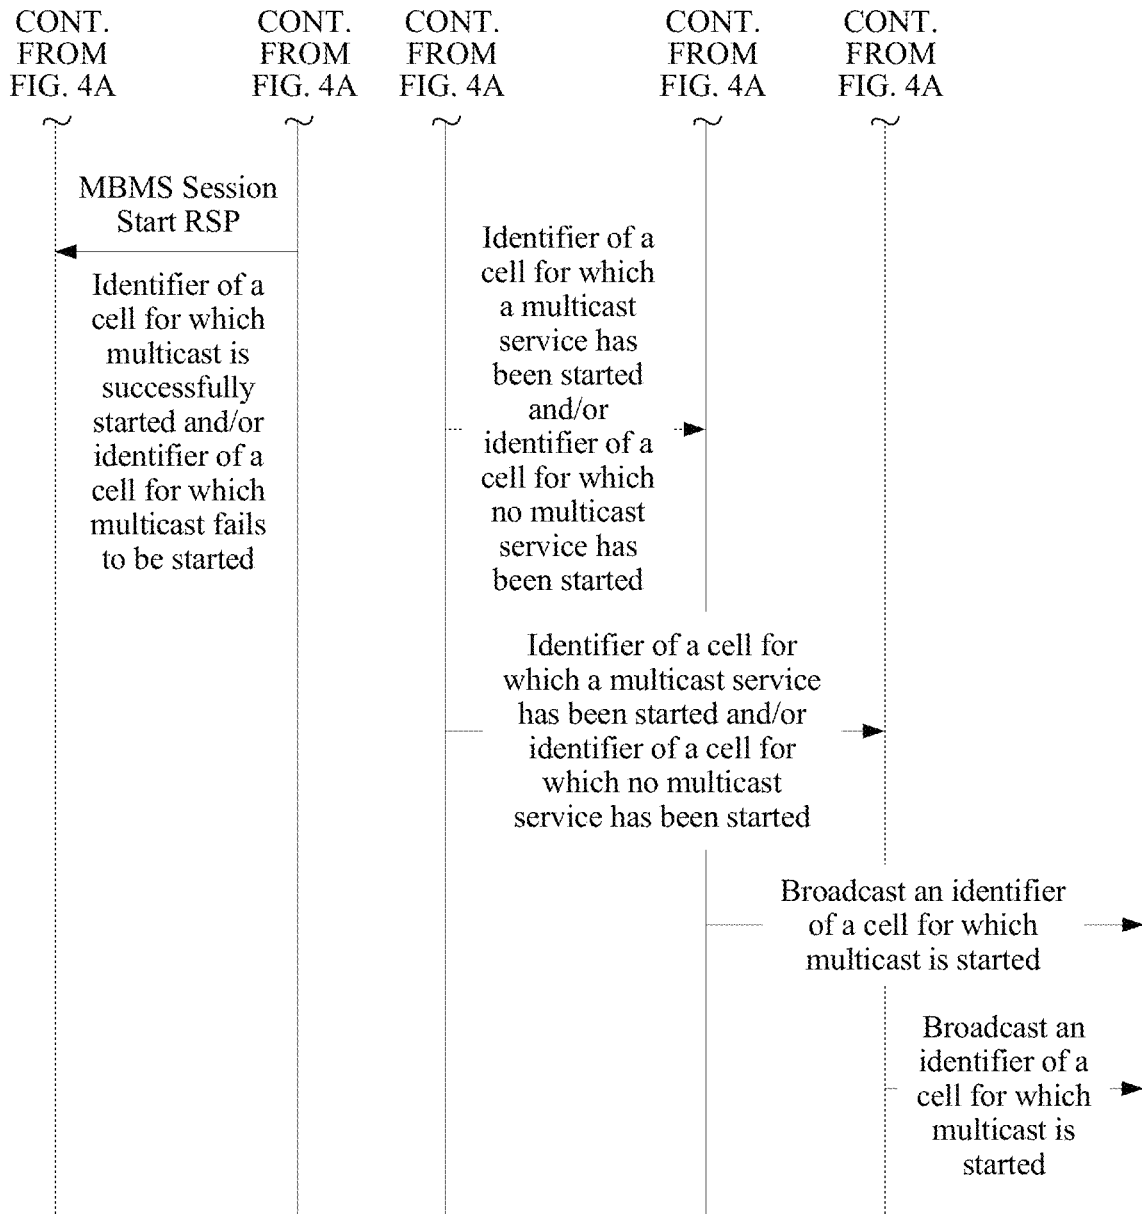 CONT.
FROM
FIG. 4A
CONT.
FROM
FIG. 4A
CONT.
FROM
FIG. 4A
CONT.
FROM
FIG. 4A
CONT.
FROM
FIG. 4A
MBMS Session
Start RSP
Identifier of a
cell for which
multicast is
successfully
started and/or
identifier of a
cell for which
multicast fails
to be started
Identifier of a
cell for which
a multicast
service has
been started
and/or
identifier of a
cell for which
no multicast
service has
been started
Identifier of a cell for
which a multicast service
has been started and/or
identifier of a cell for
which no multicast
service has been started
Broadcast an identifier
of a cell for which
multicast is started
Broadcast an
identifier of a
cell for which
multicast is
started